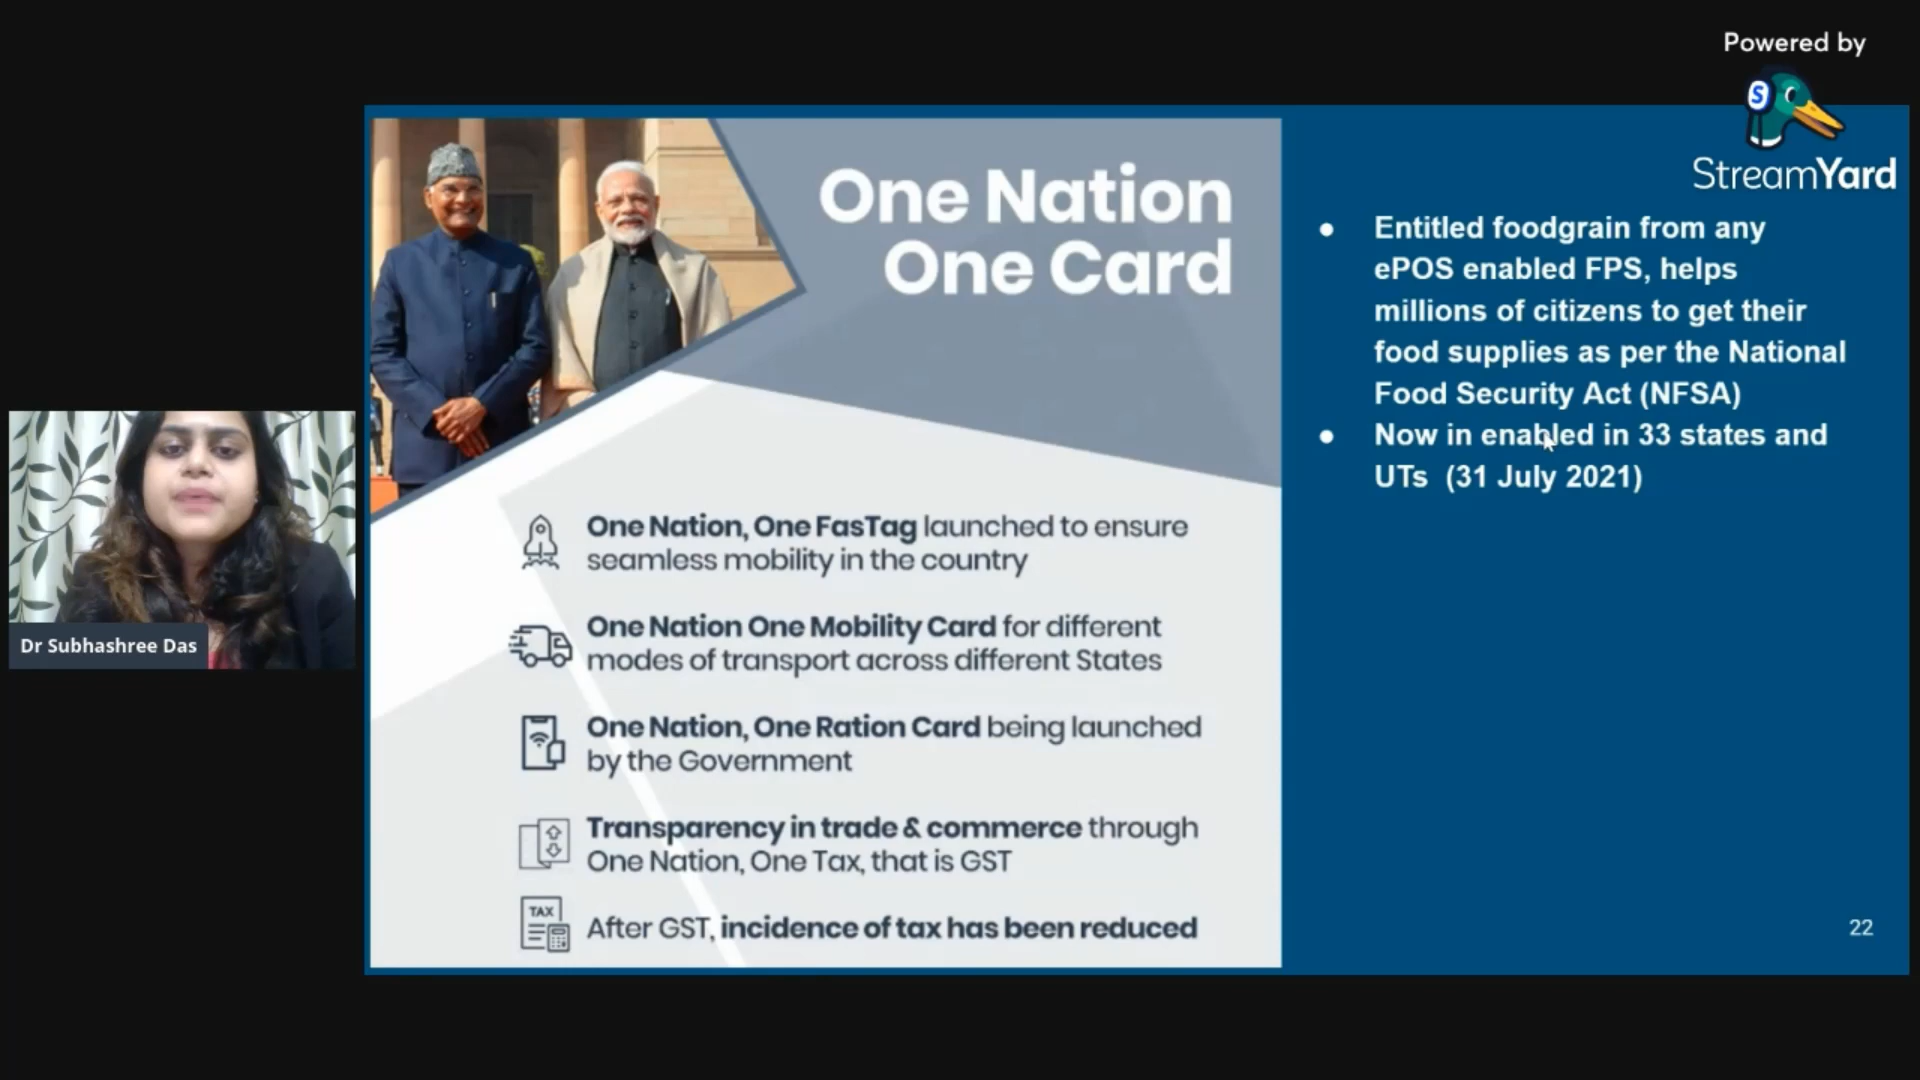 Powered by
StreamYard
One Nation
One Card
One Nation, One FasTag launched to ensure
seamless mobility in the country
One Nation One Mobility Card for different
modes of transport across different States
One Nation, One Ration Card being launched
by the Government
Transparency in trade & commerce through
One Nation, One Tax, that is GST
TAX
After GST, incidence of tax has been reduced
● Entitled foodgrain from any
ePOS enabled FPS, helps
millions of citizens to get their
food supplies as per the National
Food Security Act (NFSA)
● Now in enabled in 33 states and
UTs (31 July 2021)
22
Dr Subhashree Das